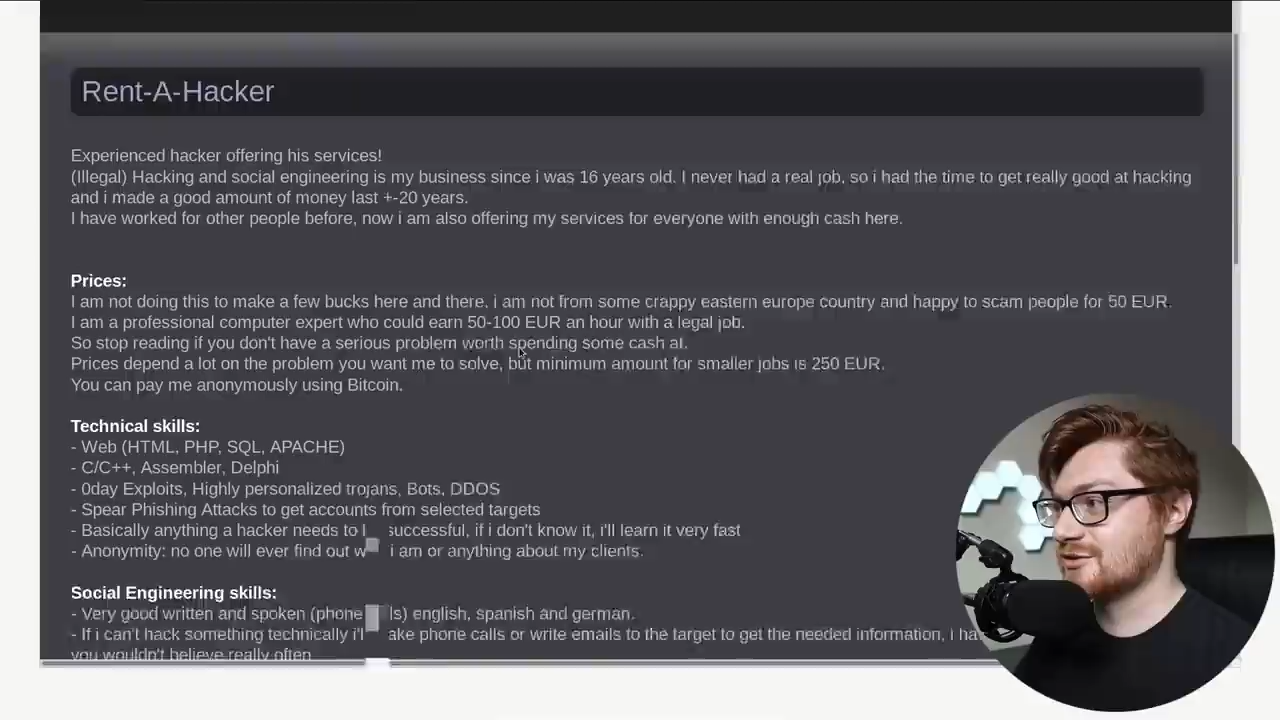 Rent-A-Hacker
Experienced hacker offering his services!
(Illegal) Hacking and social engineering is my business since i was 16 years old. I never had a real job, so i had the time to get really good at hacking
and i made a good amount of money last +-20 years.
I have worked for other people before, now i am also offering my services for everyone with enough cash here.
Prices:
I am not doing this to make a few bucks here and there, i am not from some crappy eastern europe country and happy to scam people for 50 EUR.
I am a professional computer expert who could earn 50-100 EUR an hour with a legal job.
So stop reading if you don't have a serious problem worth spending some cash at.
Prices depend a lot on the problem you want me to solve, but minimum amount for smaller jobs is 250 EUR.
You can pay me anonymously using Bitcoin.
Technical skills:
- Web (HTML, PHP, SQL, APACHE)
- C/C++, Assembler, Delphi
- 0day Exploits, Highly personalized trojans, Bots, DDOS
- Spear Phishing Attacks to get accounts from selected targets
- Basically anything a hacker needs to successful, if i don't know it, i'll learn it very fast
- Anonymity: no one will ever find out i am or anything about my clients.
Social Engineering skills:
- Very good written and spoken (phone english, spanish and german.
- If i can't hack something technically phone calls or write emails to the target to get the needed information, i
you wouldn't believe really often